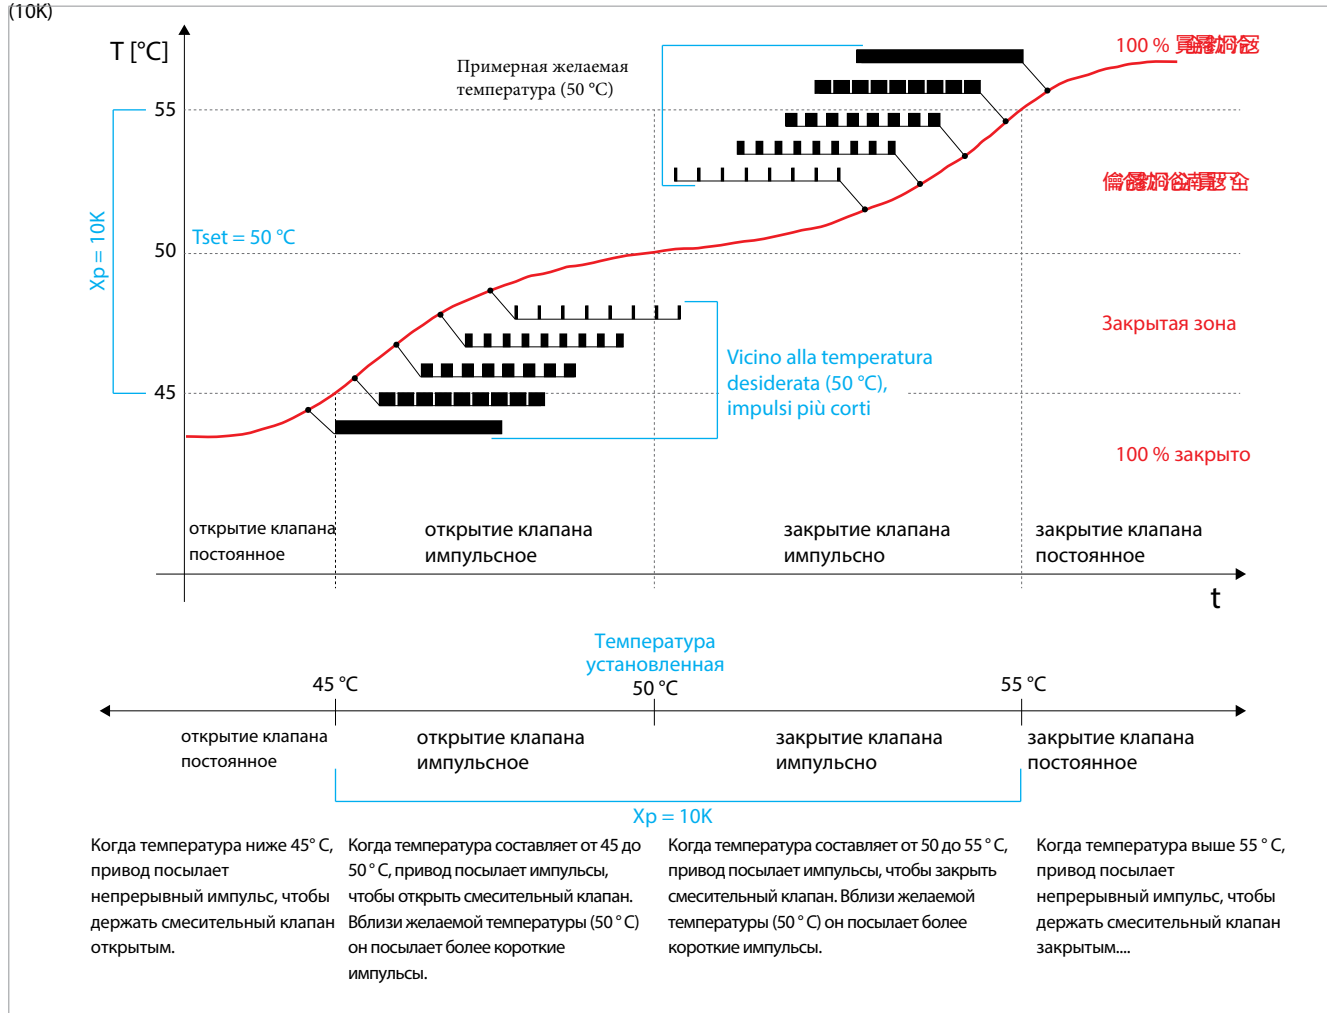 (10K)
T [°C]
Примерная желаемая
температура (50 °C)
100 %
55
Xp = 10K
50
Tset = 50 °C
Закрытая зона
Vicino alla temperatura
desiderata (50 °C),
impulsi più corti
45
100 % закрыто
открытие клапана
постоянное
открытие клапана
импульсное
закрытие клапана
импульсно
закрытие клапана
постоянное
t
Температура
установленная
45 °C
50 °C
55 °C
открытие клапана
постоянное
открытие клапана
импульсное
закрытие клапана
импульсно
закрытие клапана
постоянное
Xp = 10K
Когда температура ниже 45° C,
привод посылает
непрерывный импульс, чтобы
держать смесительный клапан
открытым.
Когда температура составляет от 45 до
50 ° C, привод посылает импульсы,
чтобы открыть смесительный клапан.
Вблизи желаемой температуры (50 ° C)
он посылает более короткие
импульсы.
Когда температура составляет от 50 до 55 ° C,
привод посылает импульсы, чтобы закрыть
смесительный клапан. Вблизи желаемой
температуры (50 ° C) он посылает более
короткие импульсы.
Когда температура выше 55 ° C,
привод посылает
непрерывный импульс, чтобы
держать смесительный клапан
закрытым....